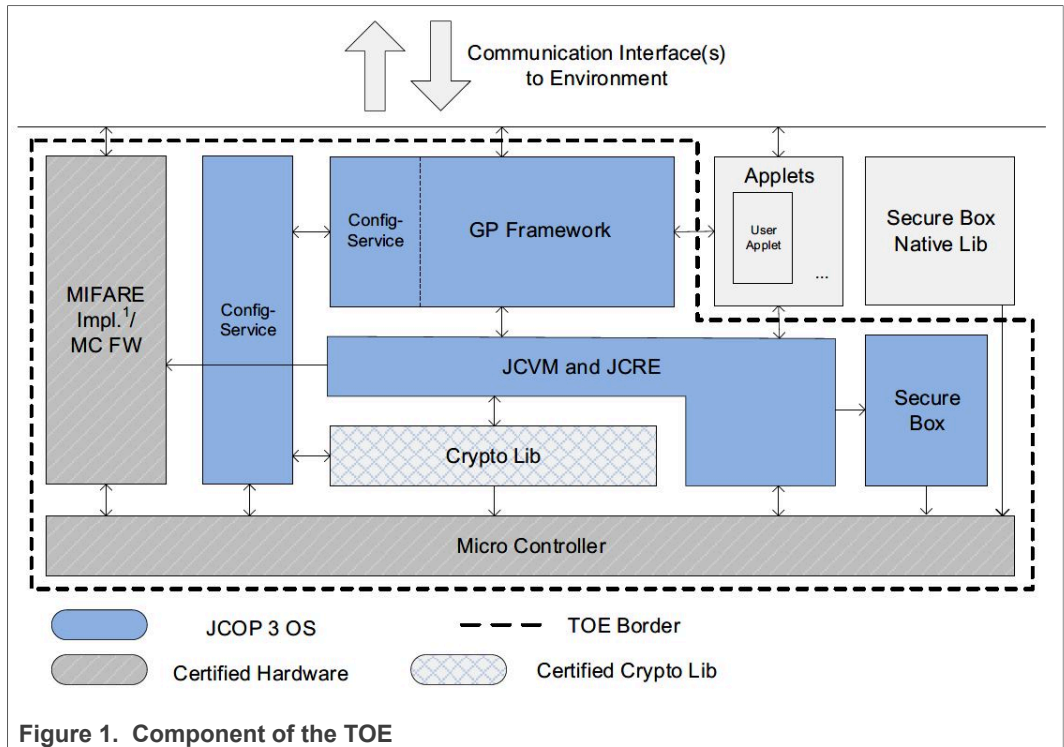 Communication Interface(s)
to Environment
MIFARE
Impl.1/
MC FW
Config-
Service
Config-
Service
GP Framework
Applets
User
Applet
...
Secure Box
Native Lib
JCVM and JCRE
Secure
Box
Crypto Lib
Micro Controller
JCOP 3 OS
TOE Border
Certified Hardware
Certified Crypto Lib
Figure 1. Component of the TOE